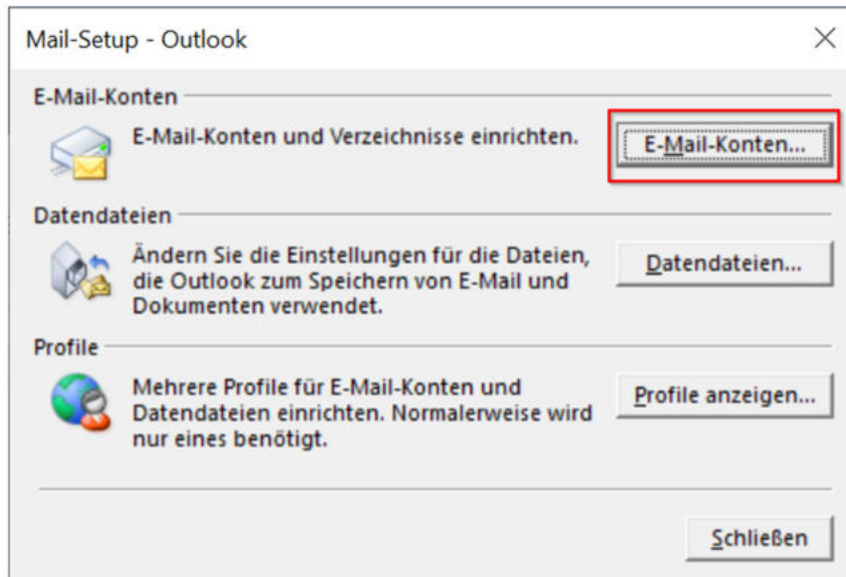 Mail-Setup - Outlook
E-Mail-Konten
E-Mail-Konten und Verzeichnisse einrichten.
E-Mail-Konten...
Datendateien
Ändern Sie die Einstellungen für die Dateien,
die Outlook zum Speichern von E-Mail und
Dokumenten verwendet.
Datendateien...
Profile
Mehrere Profile für E-Mail-Konten und
Datendateien einrichten. Normalerweise wird
nur eines benötigt.
Profile anzeigen...
Schließen